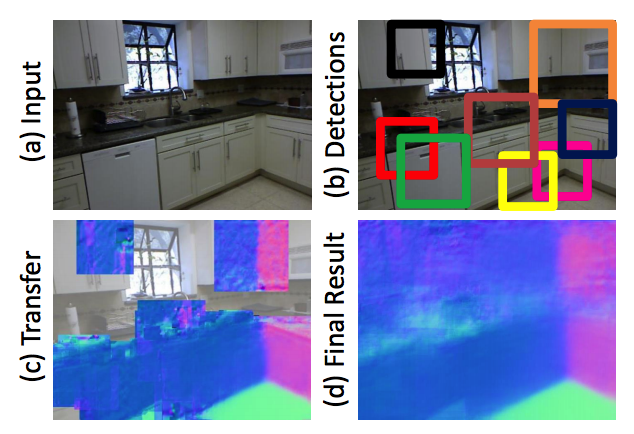 (a) Input
(b) Detections
(c) Transfer
(d) Final Result